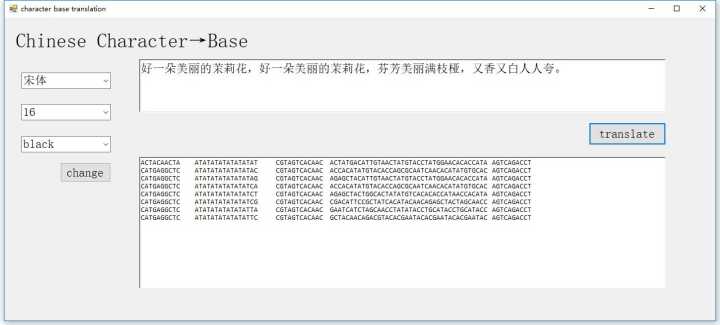 character base translation
Chinese Character→Base
宋体
16
black
change
好一朵美丽的茉莉花，好一朵美丽的茉莉花，芬芳美丽满枝桠，又香又白人人夸。
translate
ACTACAACTA ATATATATATATATAT CGTAGTCACAAC ACTATGACATTGTAACTATGTACCTATGGAACACACCATA AGTCAGACCT
CATGAGGCTC ATATATATATATATAC CGTAGTCACAAC ACCACATATGTACACCAGCGCAATCAACACATATGTGCAC AGTCAGACCT
CATGAGGCTC ATATATATATATATAG CGTAGTCACAAC AGAGCTACATTGTAACTATGTACCTATGGAACACACCATA AGTCAGACCT
CATGAGGCTC ATATATATATATATCA CGTAGTCACAAC ACCACATATGTACACCAGCGCAATCAACACATATGTGCAC AGTCAGACCT
CATGAGGCTC ATATATATATATATCT CGTAGTCACAAC AGAGCTACTGGCACTATATGTCACACACCATAACCACATA AGTCAGACCT
CATGAGGCTC ATATATATATATATCG CGTAGTCACAAC CGACATTCCGCTATCACATACAACAGAGCTACTAGCAACC AGTCAGACCT
CATGAGGCTC ATATATATATATATTA CGTAGTCACAAC GAATCATCTAGCAACCTATATACCTGCATACCTGCATACC AGTCAGACCT
CATGAGGCTC ATATATATATATATTC CGTAGTCACAAC GCTACAACAGACGTACACGAATACACGAATACACGAATAC AGTCAGACCT